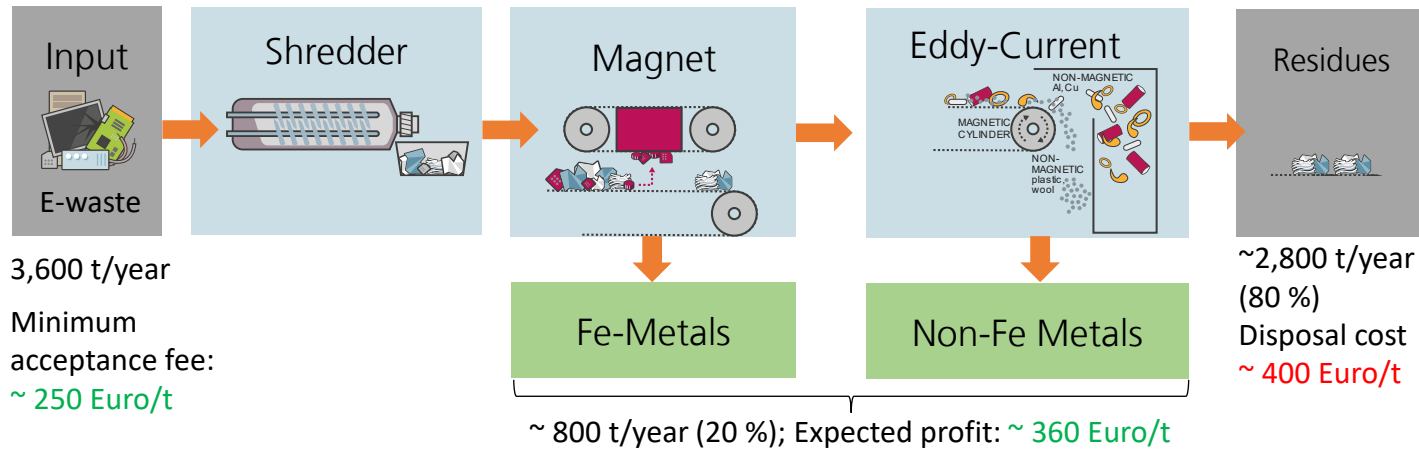 Input
E-waste
3,600 t/year
Minimum
acceptance fee:
~ 250 Euro/t
Shredder
Magnet
Eddy-Current
NON-MAGNETIC
Al,Cu
MAGNETIC
CYLINDER
NON-
MAGNETIC
plastic,
wool
Residues
~2,800 t/year
(80 %)
Disposal cost
~ 400 Euro/t
Fe-Metals
Non-Fe Metals
~ 800 t/year (20 %); Expected profit: ~ 360 Euro/t